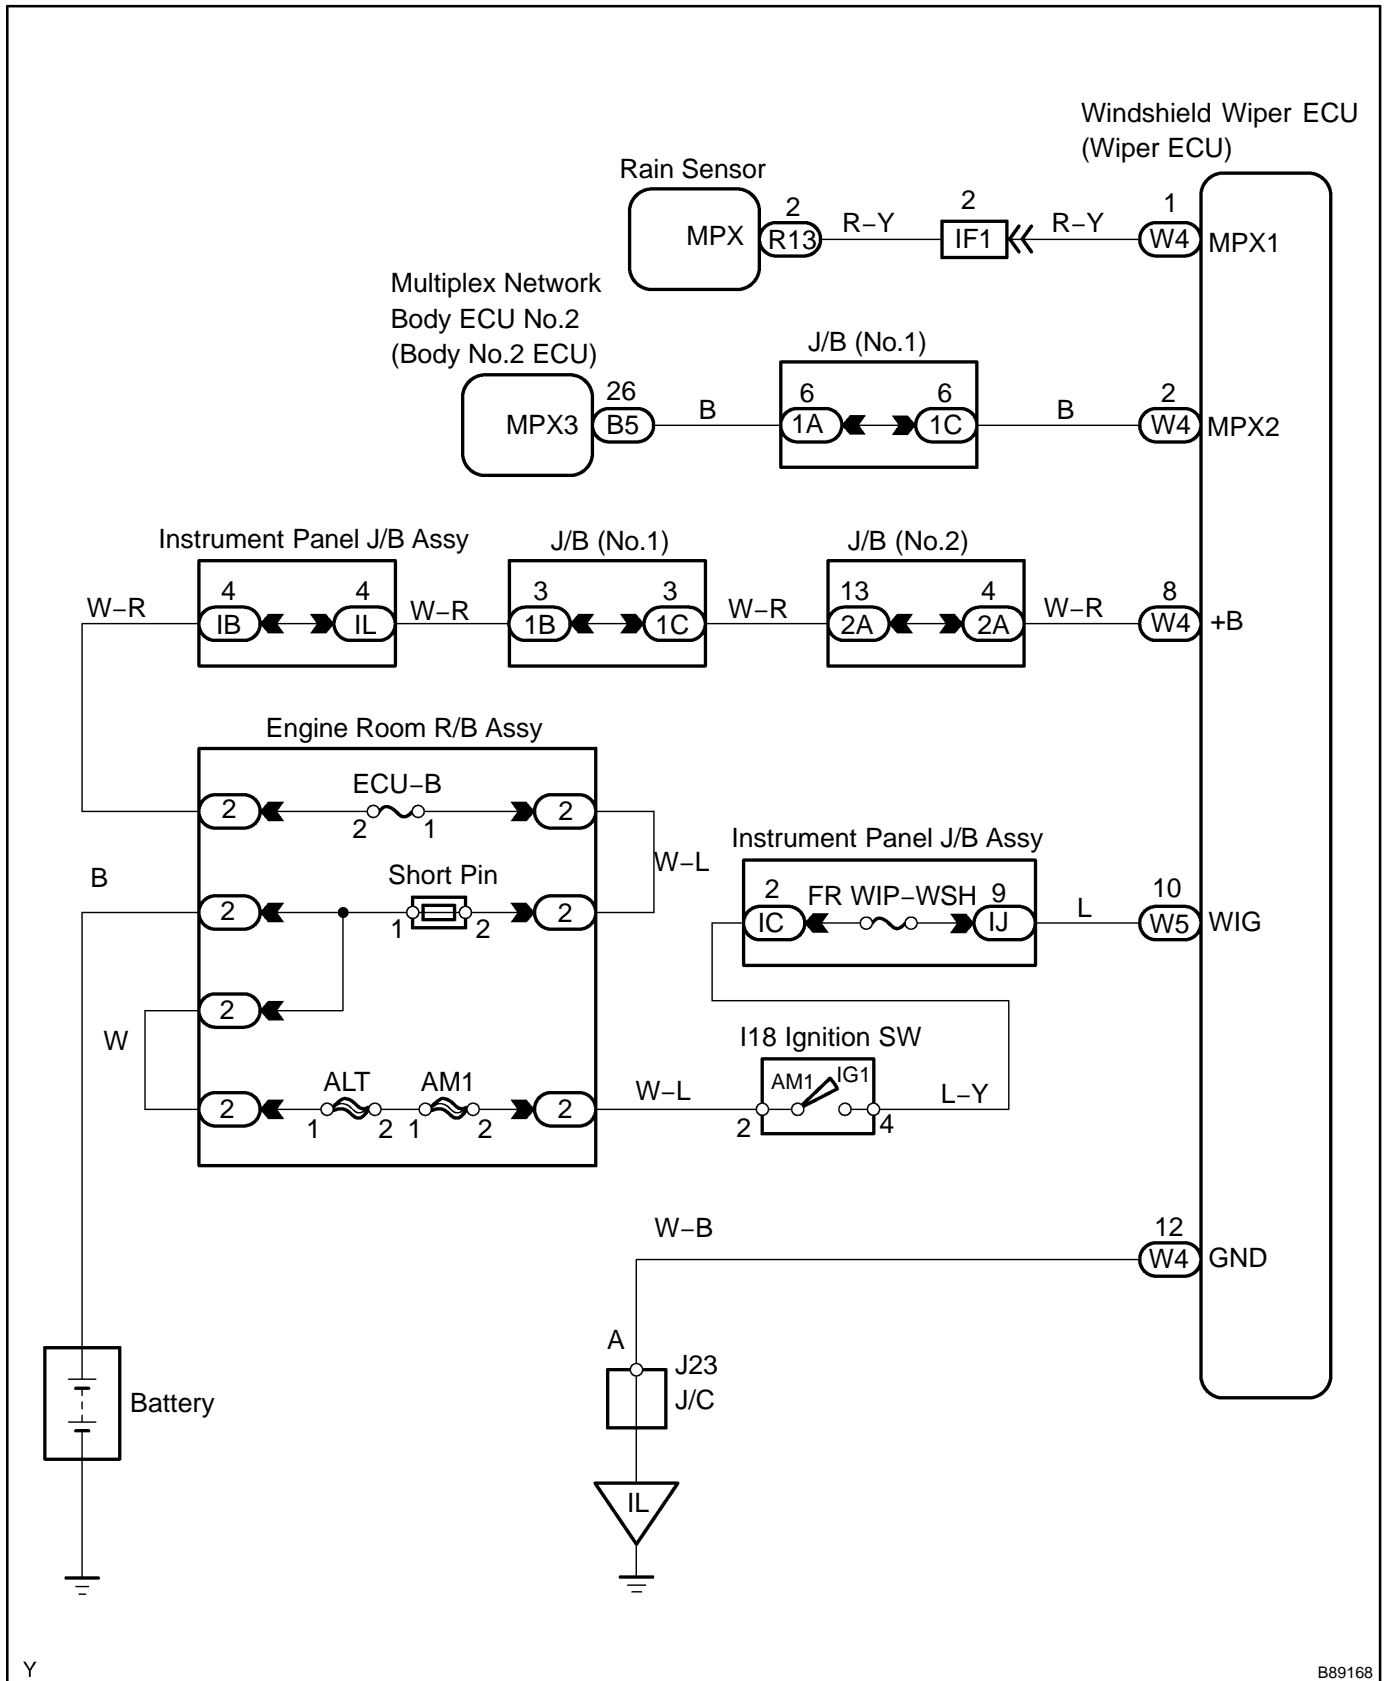 Windshield Wiper ECU
(Wiper ECU)
Rain Sensor
MPX
2
R13
R–Y
2
IF1
R–Y
1
W4
MPX1
Multiplex Network
Body ECU No.2
(Body No.2 ECU)
MPX3
26
B5
B
J/B (No.1)
6
1A
6
1C
B
2
W4
MPX2
Instrument Panel J/B Assy
J/B (No.1)
J/B (No.2)
W–R
4
IB
4
IL
W–R
3
1B
3
1C
W–R
13
2A
4
2A
W–R
8
W4
+B
Engine Room R/B Assy
2
ECU–B
2
1
2
W–L
B
2
Short Pin
1
2
2
2
W
2
ALT
1
2
AM1
1
2
2
Instrument Panel J/B Assy
2
IC
FR WIP–WSH
9
IJ
L
10
W5
WIG
I18 Ignition SW
W–L
2
AM1
IG1
4
L–Y
W–B
12
W4
GND
A
J23
J/C
IL
Battery
Y
B89168